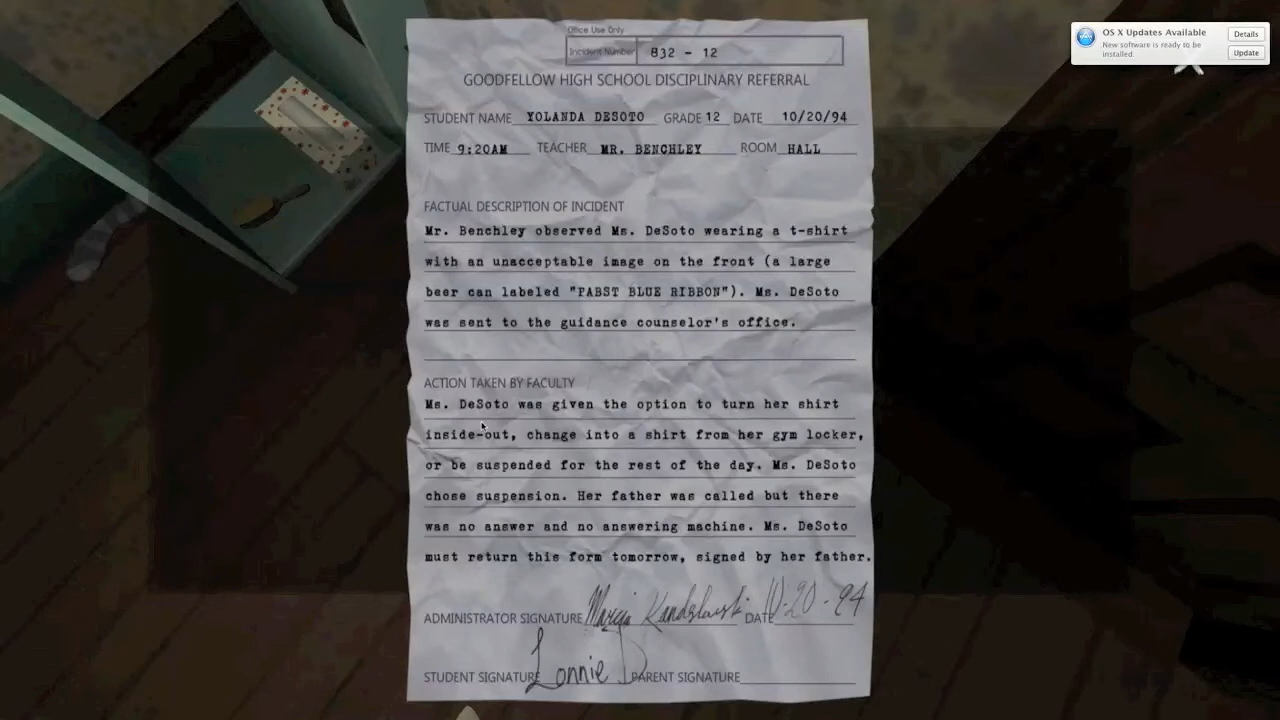 Office Use Only
Incident Number 832 - 12
GOODFELLOW HIGH SCHOOL DISCIPLINARY REFERRAL
STUDENT NAME YOLANDA DESOTO GRADE 12 DATE 10/20/94
TIME 9:20AM TEACHER MR. BENCHLEY ROOM HALL
FACTUAL DESCRIPTION OF INCIDENT
Mr. Benchley observed Ms. DeSoto wearing a t-shirt
with an unacceptable image on the front (a large
beer can labeled "PABST BLUE RIBBON"). Ms. DeSoto
was sent to the guidance counselor's office.
ACTION TAKEN BY FACULTY
Ms. DeSoto was given the option to turn her shirt
inside-out, change into a shirt from her gym locker,
or be suspended for the rest of the day. Ms. DeSoto
chose suspension. Her father was called but there
was no answer and no answering machine. Ms. DeSoto
must return this form tomorrow, signed by her father.
ADMINISTRATOR SIGNATURE Marcia DATE 10-20-94
STUDENT SIGNATURE Lonnie D PARENT SIGNATURE
OS X Updates Available
New software is ready to be
installed.
Details
Update